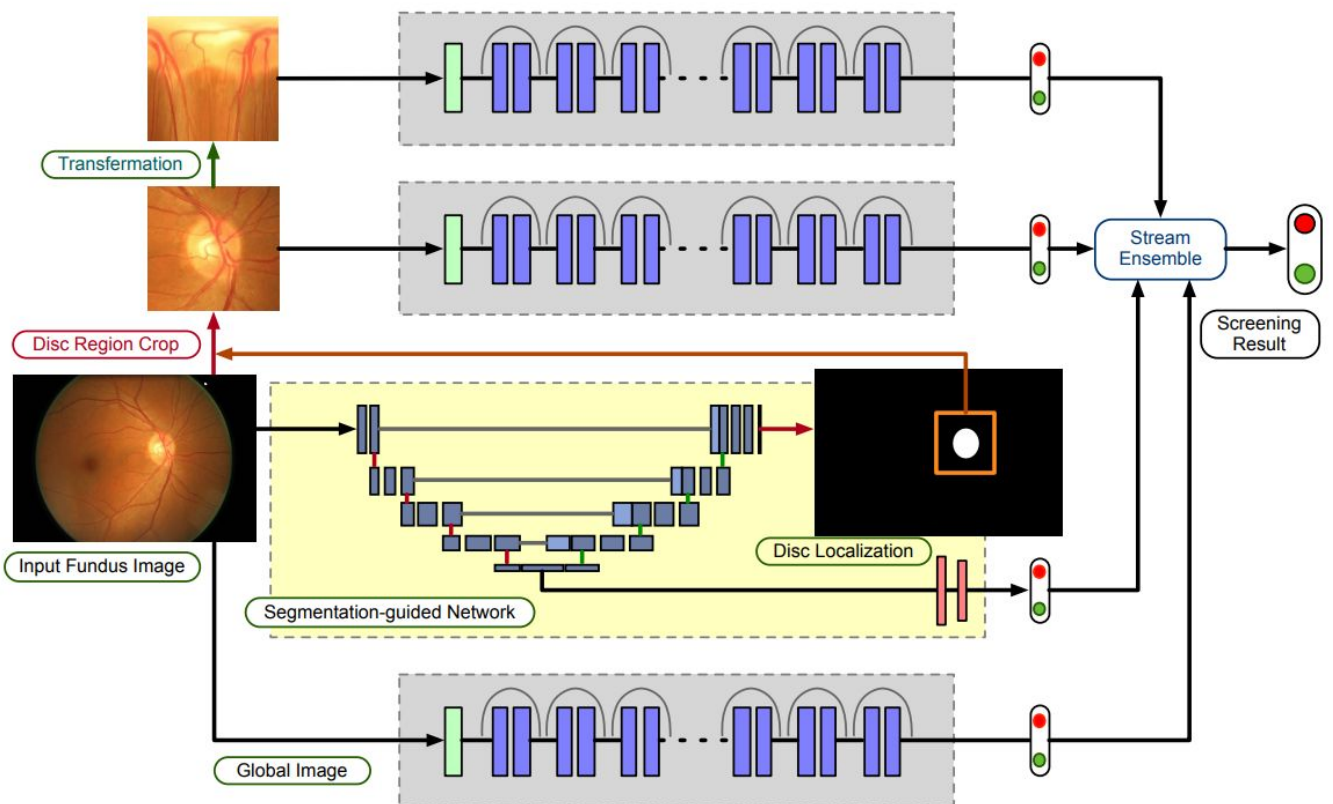 Transfermation
Stream
Ensemble
Disc Region Crop
Screening
Result
Disc Localization
Input Fundus Image
Segmentation-guided Network
Global Image